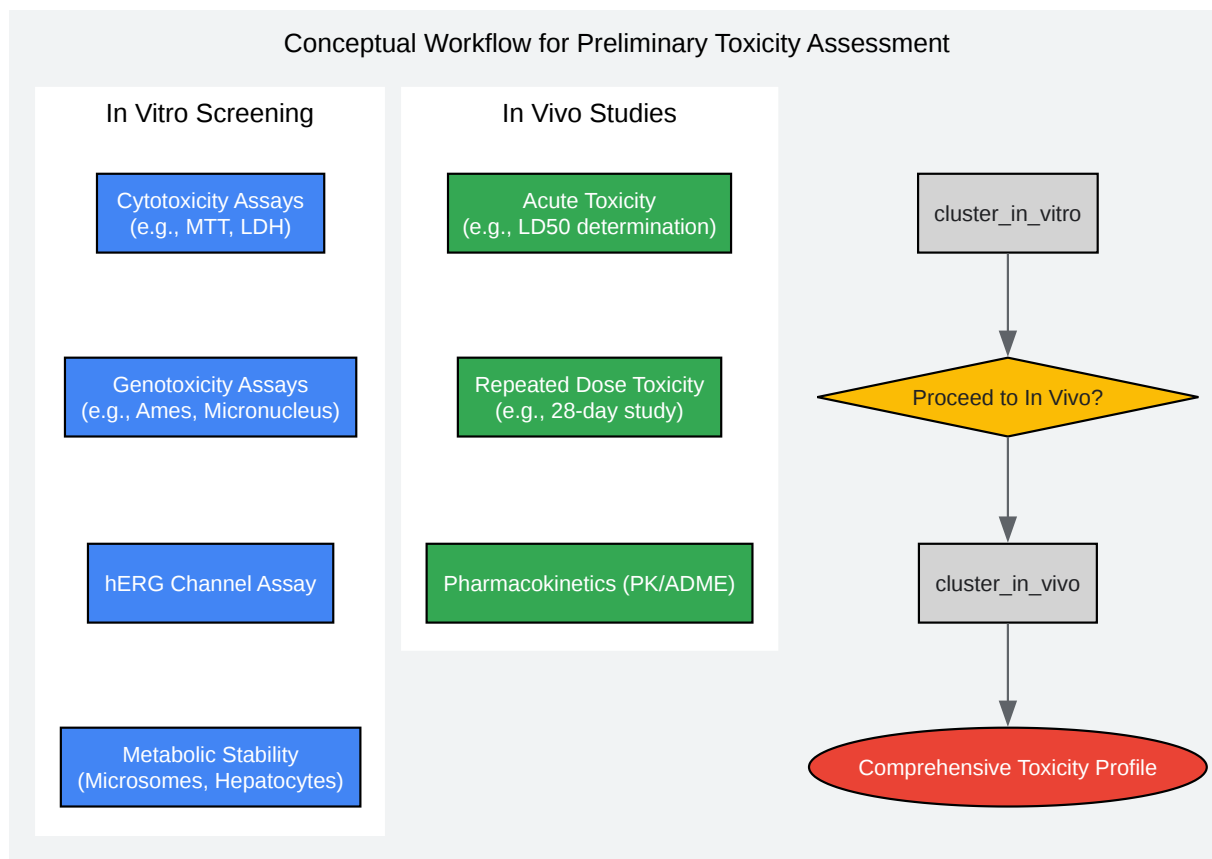 Conceptual Workflow for Preliminary Toxicity Assessment
In Vitro Screening
Cytotoxicity Assays
(e.g., MTT, LDH)
Genotoxicity Assays
(e.g., Ames, Micronucleus)
hERG Channel Assay
Metabolic Stability
(Microsomes, Hepatocytes)
In Vivo Studies
Acute Toxicity
(e.g., LD50 determination)
Repeated Dose Toxicity
(e.g., 28-day study)
Pharmacokinetics (PK/ADME)
cluster_in_vitro
Proceed to In Vivo?
cluster_in_vivo
Comprehensive Toxicity Profile